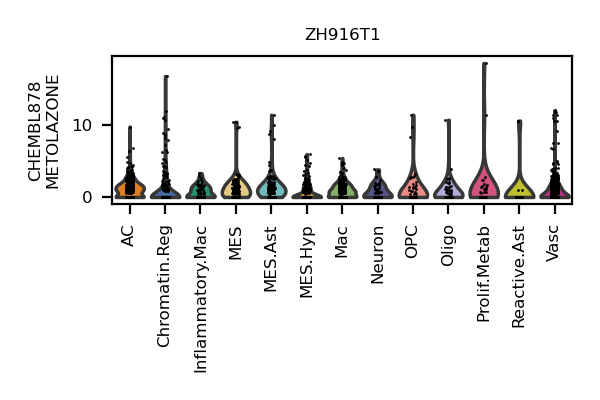 ZH916T1
CHEMBL878
METOLAZONE
10
0
AC
Chromatin.Reg
Inflammatory.Mac
MES
MES.Ast
MES.Hyp
Mac
Neuron
OPC
Oligo
Prolif.Metab
Reactive.Ast
Vasc